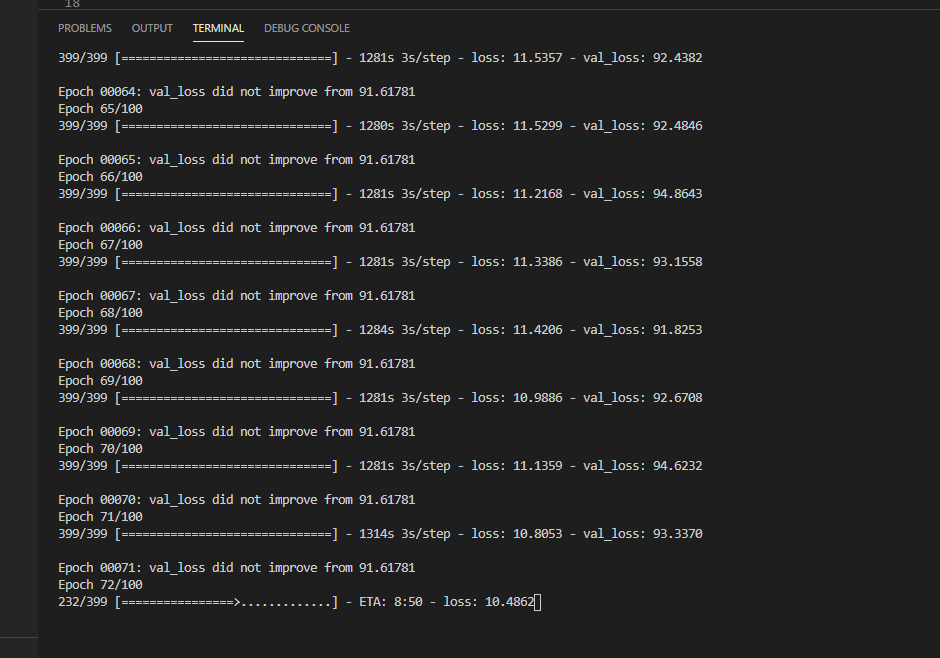 18
PROBLEMS OUTPUT TERMINAL DEBUG CONSOLE
399/399 [==============================] - 1281s 3s/step - loss: 11.5357 - val_loss: 92.4382
Epoch 00064: val_loss did not improve from 91.61781
Epoch 65/100
399/399 [==============================] - 1280s 3s/step - loss: 11.5299 - val_loss: 92.4846
Epoch 00065: val_loss did not improve from 91.61781
Epoch 66/100
399/399 [==============================] - 1281s 3s/step - loss: 11.2168 - val_loss: 94.8643
Epoch 00066: val_loss did not improve from 91.61781
Epoch 67/100
399/399 [==============================] - 1281s 3s/step - loss: 11.3386 - val_loss: 93.1558
Epoch 00067: val_loss did not improve from 91.61781
Epoch 68/100
399/399 [==============================] - 1284s 3s/step - loss: 11.4206 - val_loss: 91.8253
Epoch 00068: val_loss did not improve from 91.61781
Epoch 69/100
399/399 [==============================] - 1281s 3s/step - loss: 10.9886 - val_loss: 92.6708
Epoch 00069: val_loss did not improve from 91.61781
Epoch 70/100
399/399 [==============================] - 1281s 3s/step - loss: 11.1359 - val_loss: 94.6232
Epoch 00070: val_loss did not improve from 91.61781
Epoch 71/100
399/399 [==============================] - 1314s 3s/step - loss: 10.8053 - val_loss: 93.3370
Epoch 00071: val_loss did not improve from 91.61781
Epoch 72/100
232/399 [================>.............] - ETA: 8:50 - loss: 10.4862